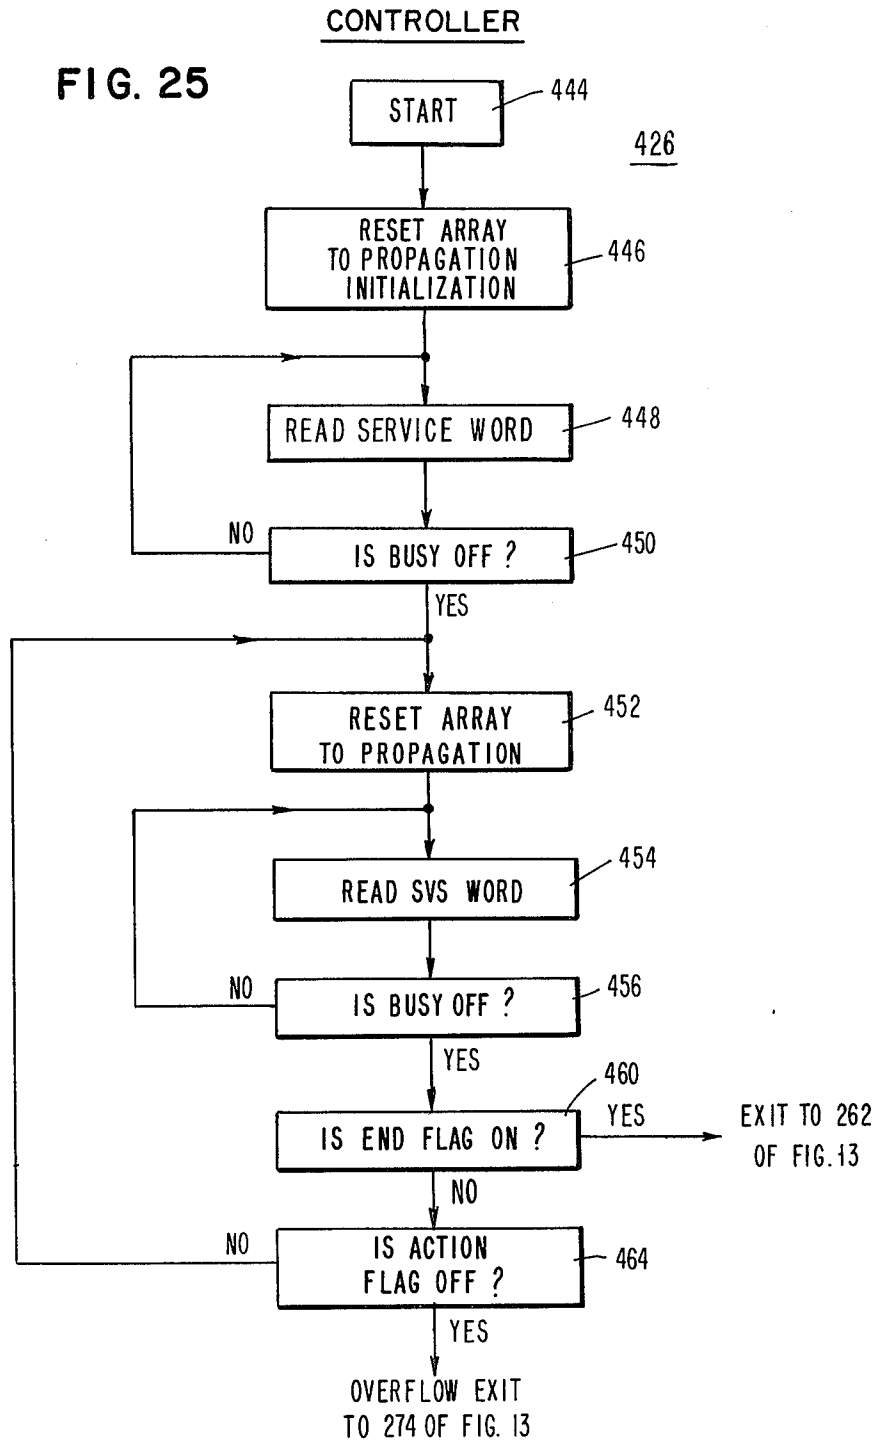 CONTROLLER
FIG. 25
START
444
426
RESET ARRAY
TO PROPAGATION
INITIALIZATION
446
READ SERVICE WORD
448
NO
IS BUSY OFF ?
450
YES
RESET ARRAY
TO PROPAGATION
452
READ SVS WORD
454
NO
IS BUSY OFF ?
456
YES
460
IS END FLAG ON ?
YES
EXIT TO 262
OF FIG. 13
NO
NO
IS ACTION
FLAG OFF ?
464
YES
OVERFLOW EXIT
TO 274 OF FIG. 13